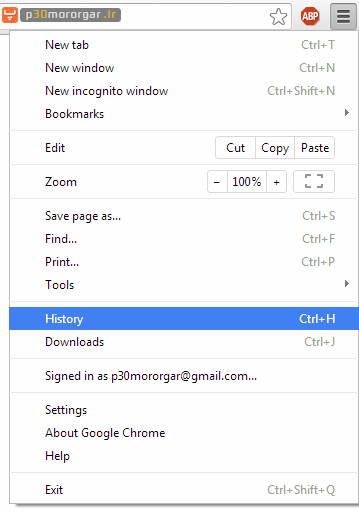 p30mororgar.ir
ABP
New tab Ctrl+T
New window Ctrl+N
New incognito window Ctrl+Shift+N
Bookmarks
Edit Cut Copy Paste
Zoom − 100% +
Save page as... Ctrl+S
Find... Ctrl+F
Print... Ctrl+P
Tools
History Ctrl+H
Downloads Ctrl+J
Signed in as p30mororgar@gmail.com...
Settings
About Google Chrome
Help
Exit Ctrl+Shift+Q